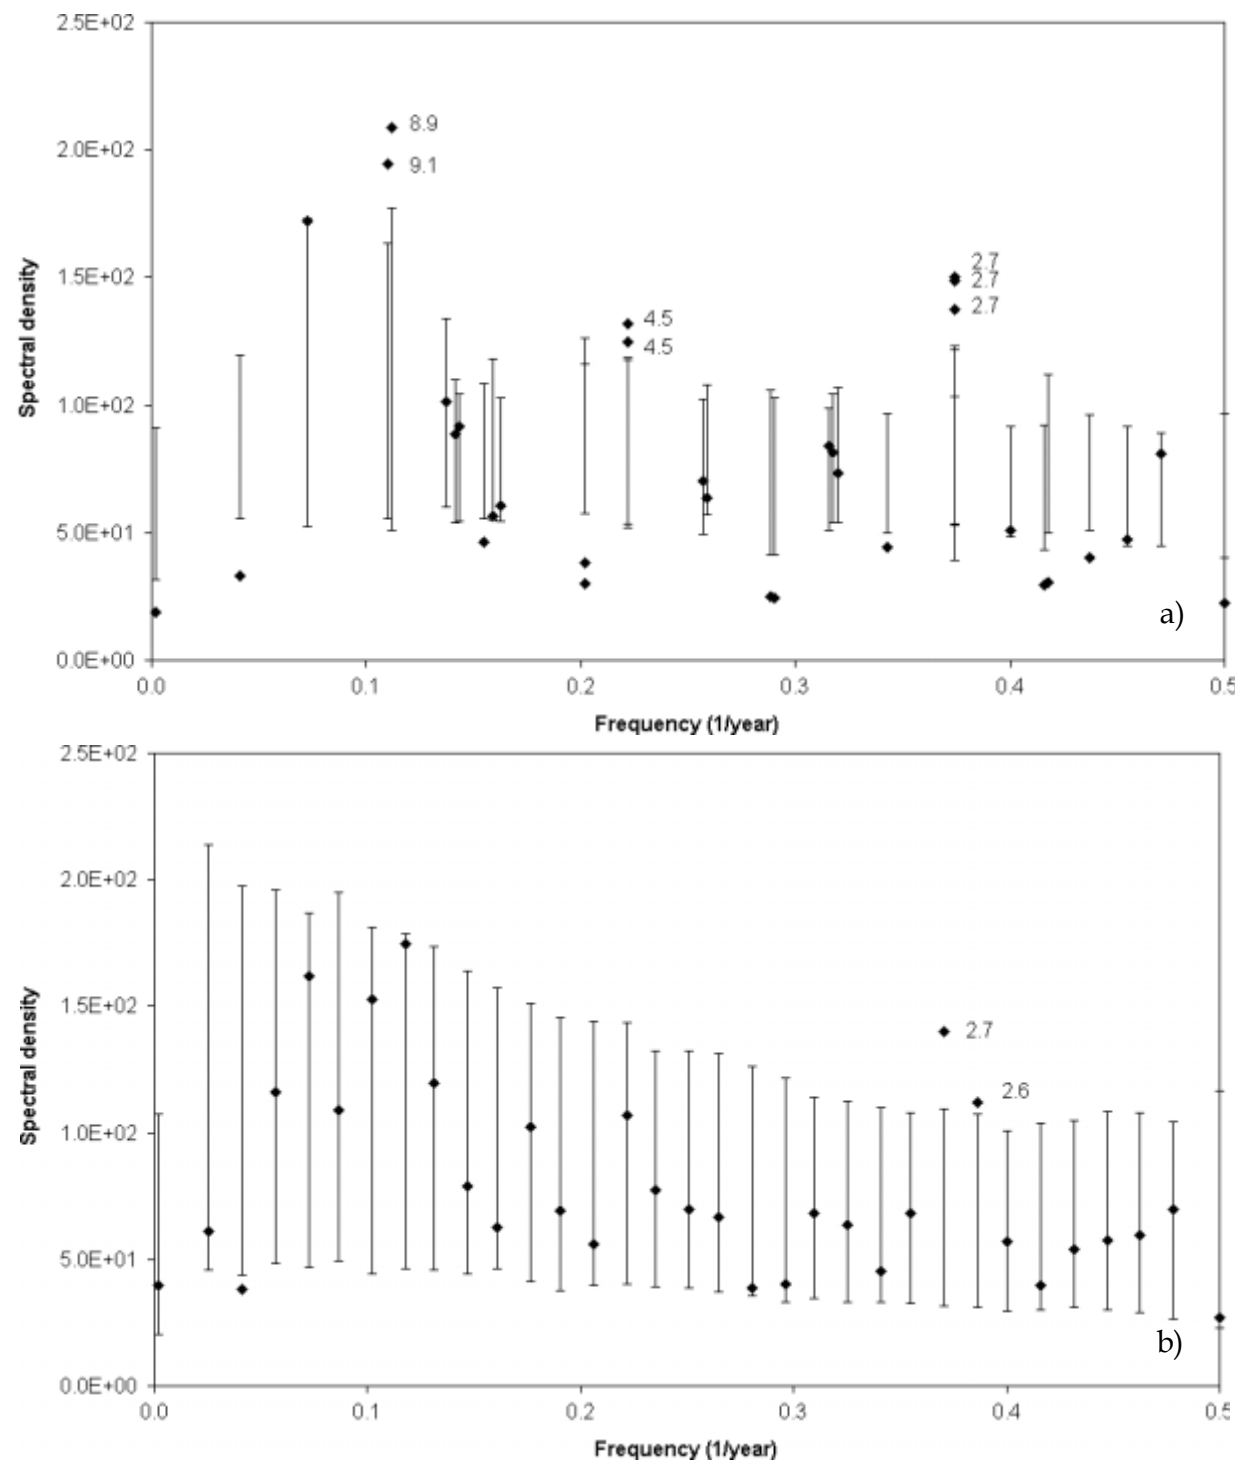 2.5E+02
8.9
2.0E+02
9.1
2.7
1.5E+02
2.7
2.7
4.5
4.5
1.0E+02
5.0E+01
a)
0.0E+00
0.0 0.1 0.2 0.3 0.4 0.5
Spectral density
Frequency (1/year)
2.5E+02
2.0E+02
1.5E+02
2.7
2.6
1.0E+02
5.0E+01
b)
0.0E+00
0.0 0.1 0.2 0.3 0.4 0.5
Spectral density
Frequency (1/year)